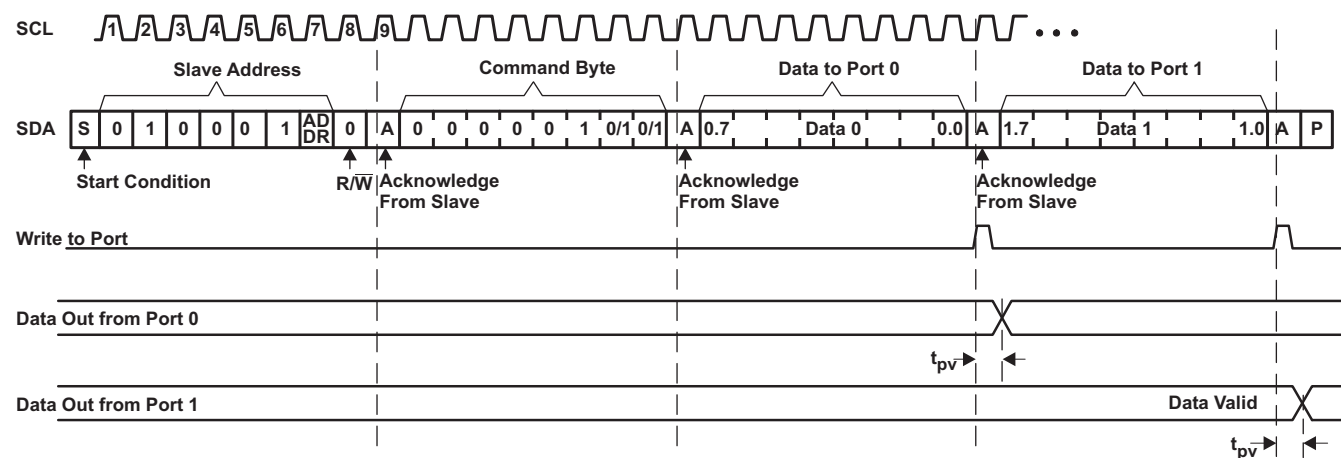 SCL 1 2 3 4 5 6 7 8 9
Slave Address Command Byte Data to Port 0 Data to Port 1
SDA S 0 1 0 0 0 1 AD DR 0 A 0 0 0 0 0 1 0/1 0/1 A 0.7 Data 0 0.0 A 1.7 Data 1 1.0 A P
Start Condition R/W̅ Acknowledge From Slave Acknowledge From Slave Acknowledge From Slave
Write to Port
Data Out from Port 0
tpv
Data Out from Port 1 Data Valid
tpv